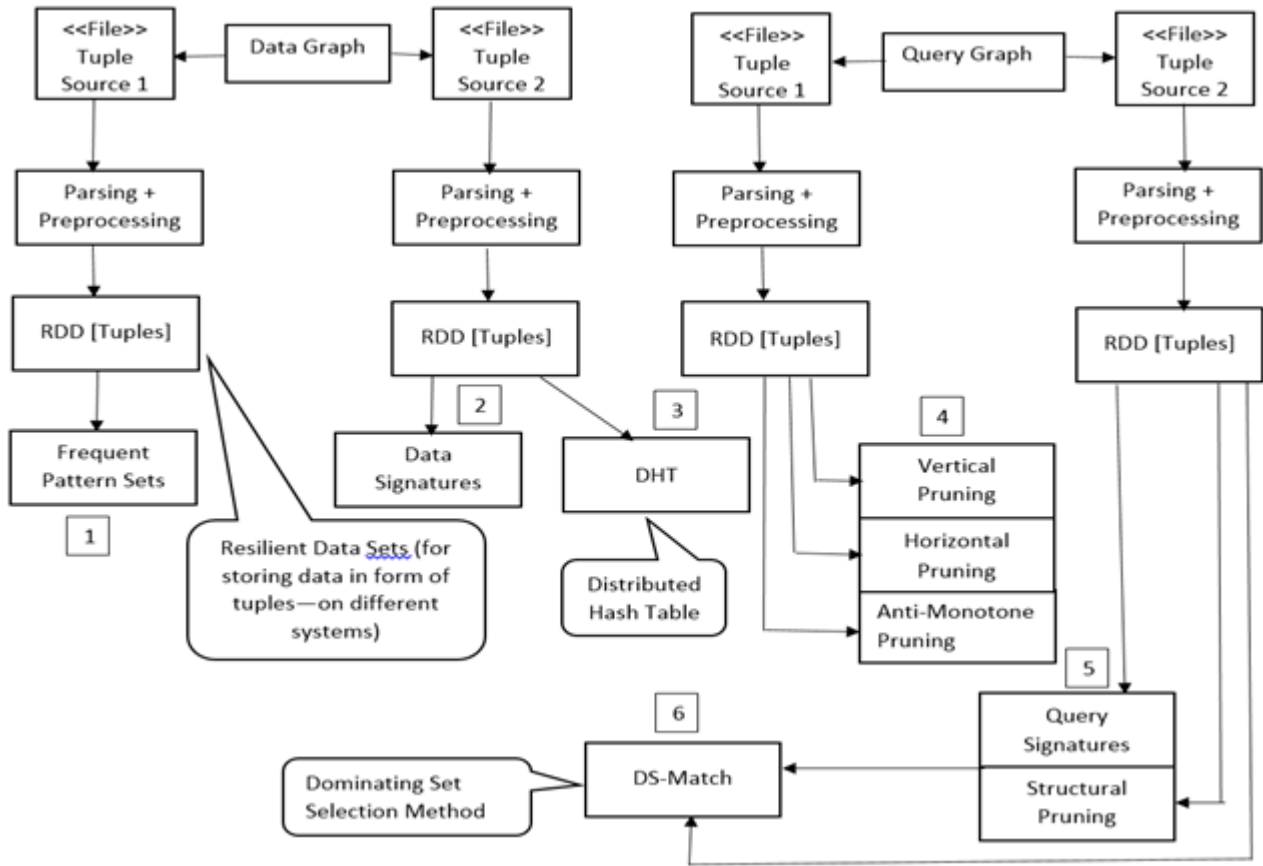 <<File>>
Tuple
Source 1
Data Graph
<<File>>
Tuple
Source 2
<<File>>
Tuple
Source 1
Query Graph
<<File>>
Tuple
Source 2
Parsing +
Preprocessing
Parsing +
Preprocessing
Parsing +
Preprocessing
Parsing +
Preprocessing
RDD [Tuples]
RDD [Tuples]
RDD [Tuples]
RDD [Tuples]
Frequent
Pattern Sets
1
2
Data
Signatures
3
DHT
4
Vertical
Pruning
Horizontal
Pruning
Anti-Monotone
Pruning
Resilient Data Sets (for
storing data in form of
tuples—on different
systems)
Distributed
Hash Table
5
Query
Signatures
Structural
Pruning
6
DS-Match
Dominating Set
Selection Method